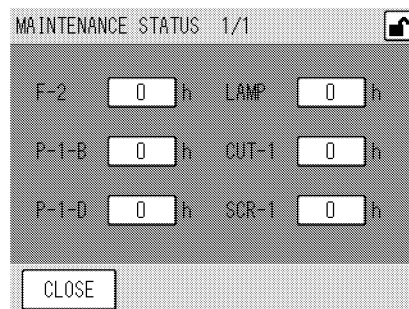 MAINTENANCE STATUS 1/1
F-2 0 h LAMP 0 h
P-1-B 0 h CUT-1 0 h
P-1-D 0 h SCR-1 0 h
CLOSE